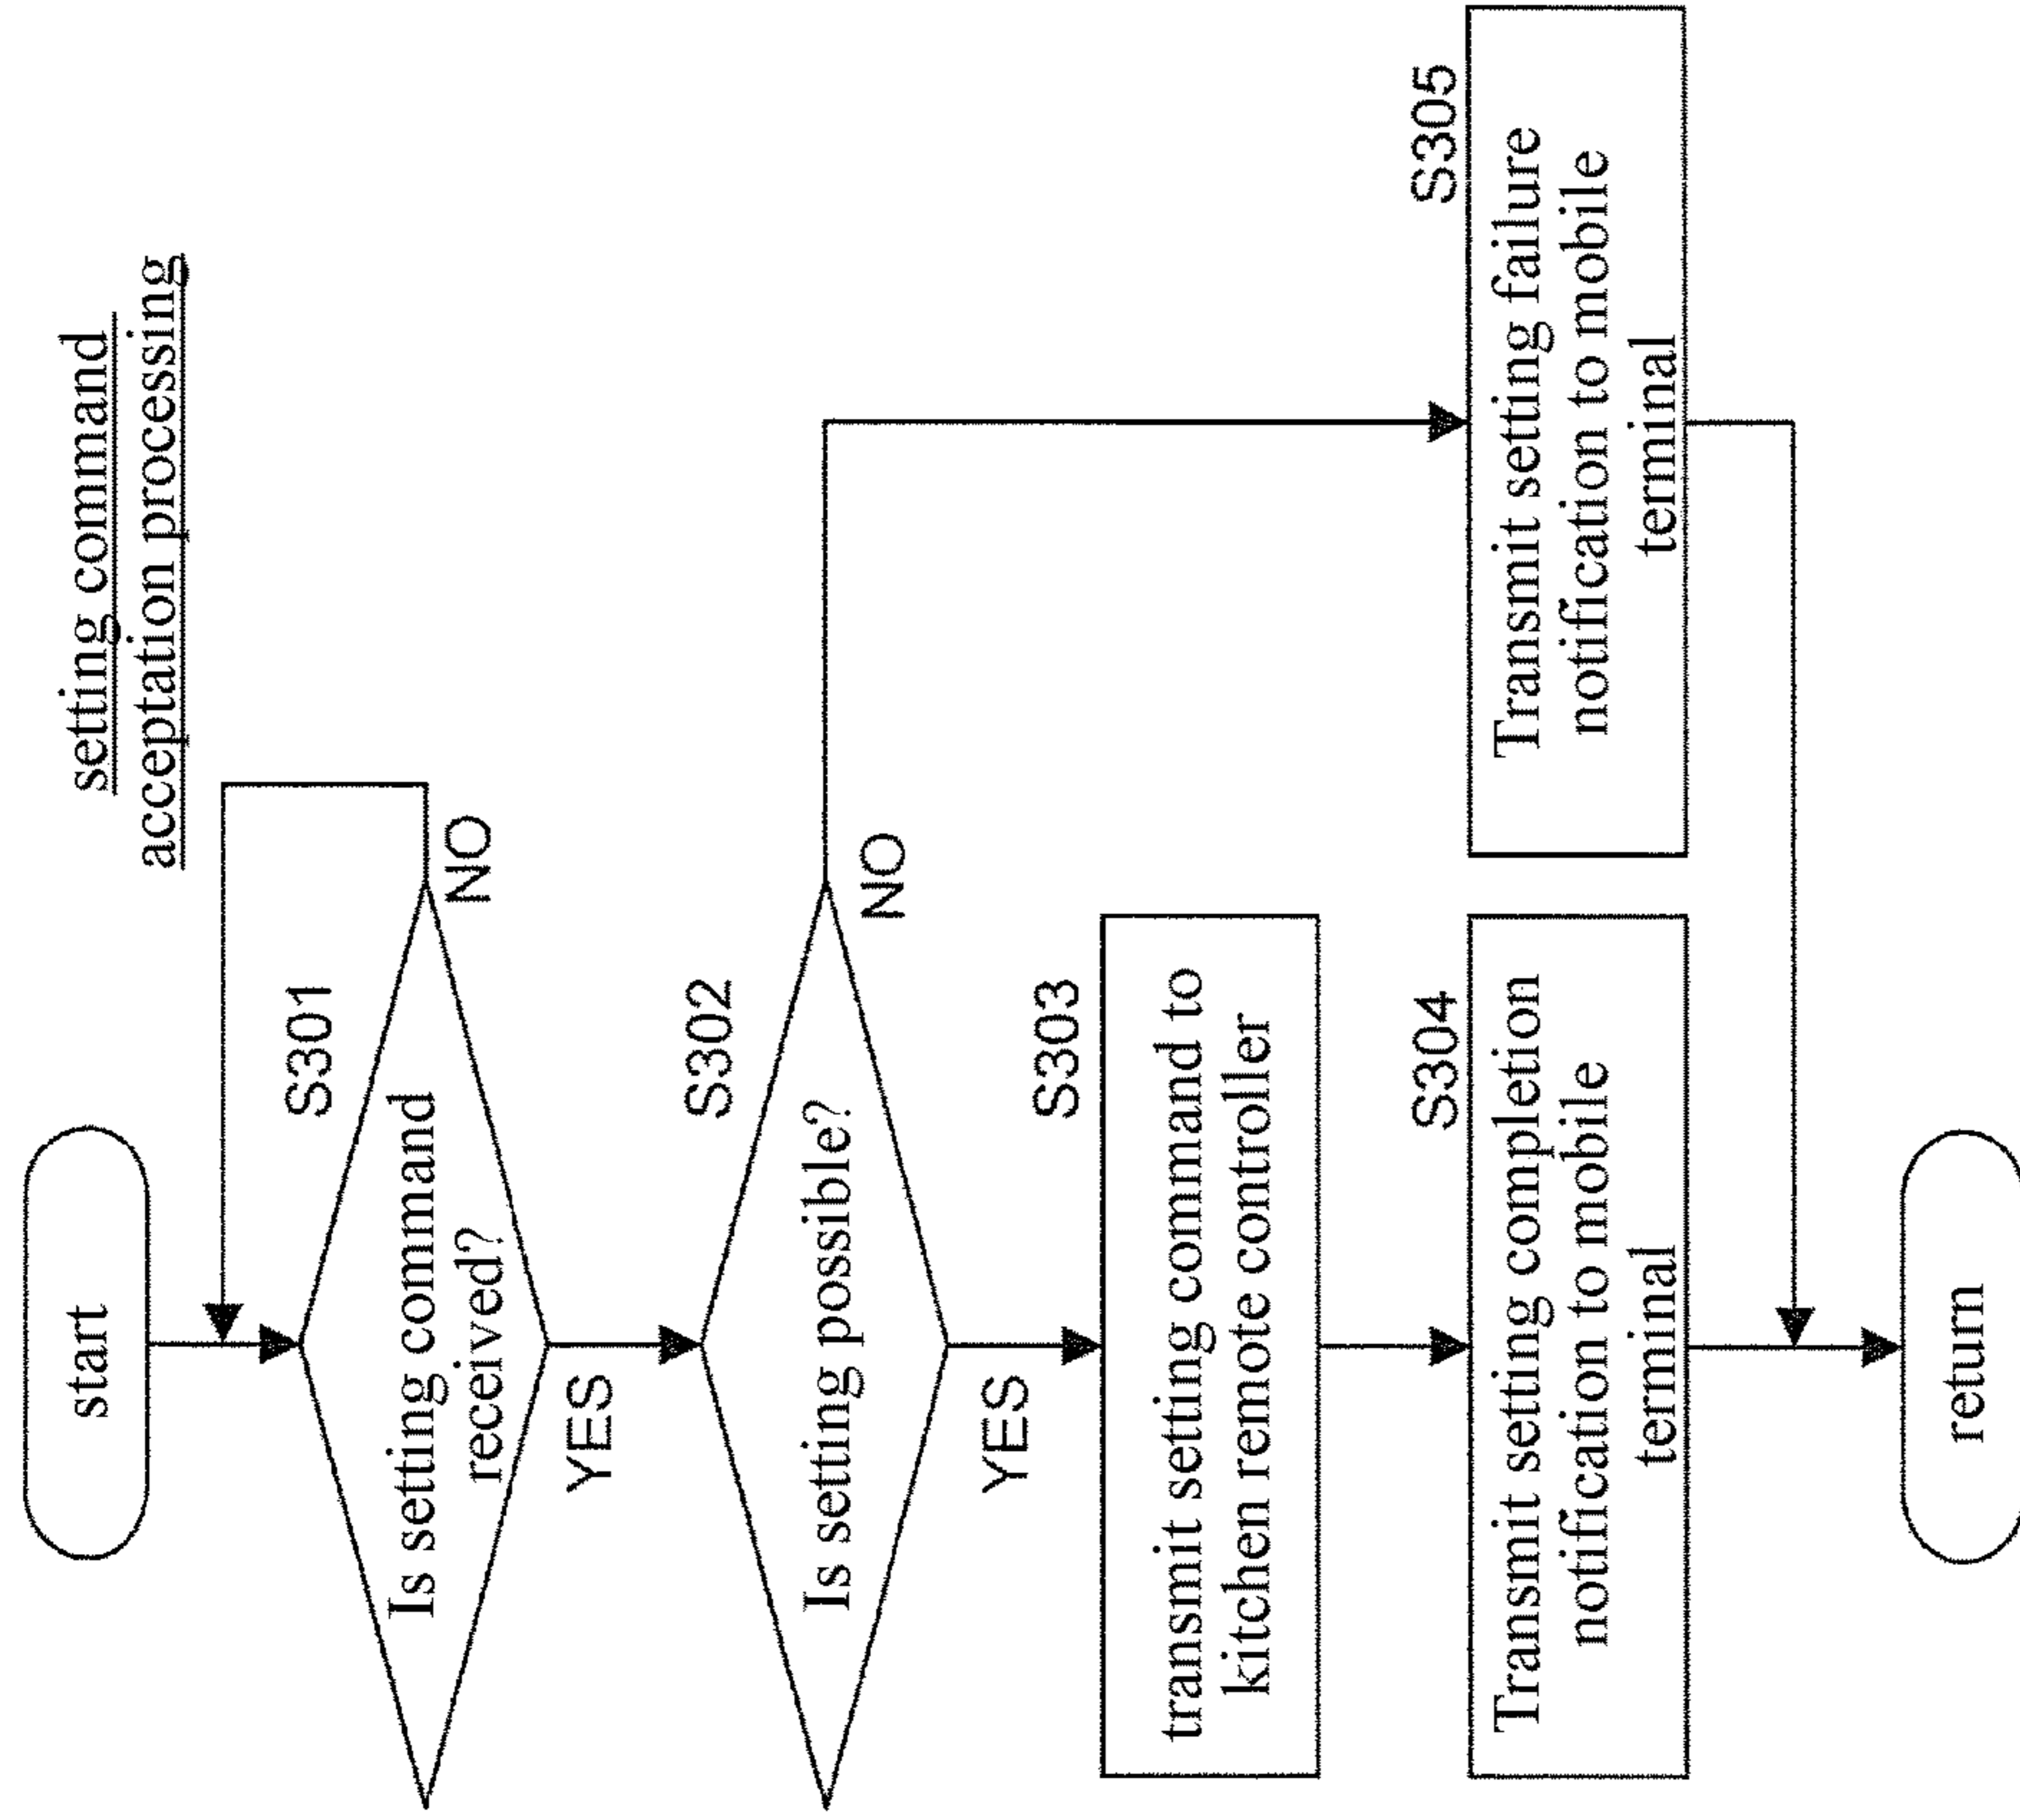 setting command
acceptation processing
start
S301
Is setting command
received?
NO
YES
S302
Is setting possible?
NO
YES
S303
transmit setting command to
kitchen remote controller
S304
Transmit setting completion
notification to mobile
terminal
S305
Transmit setting failure
notification to mobile
terminal
return